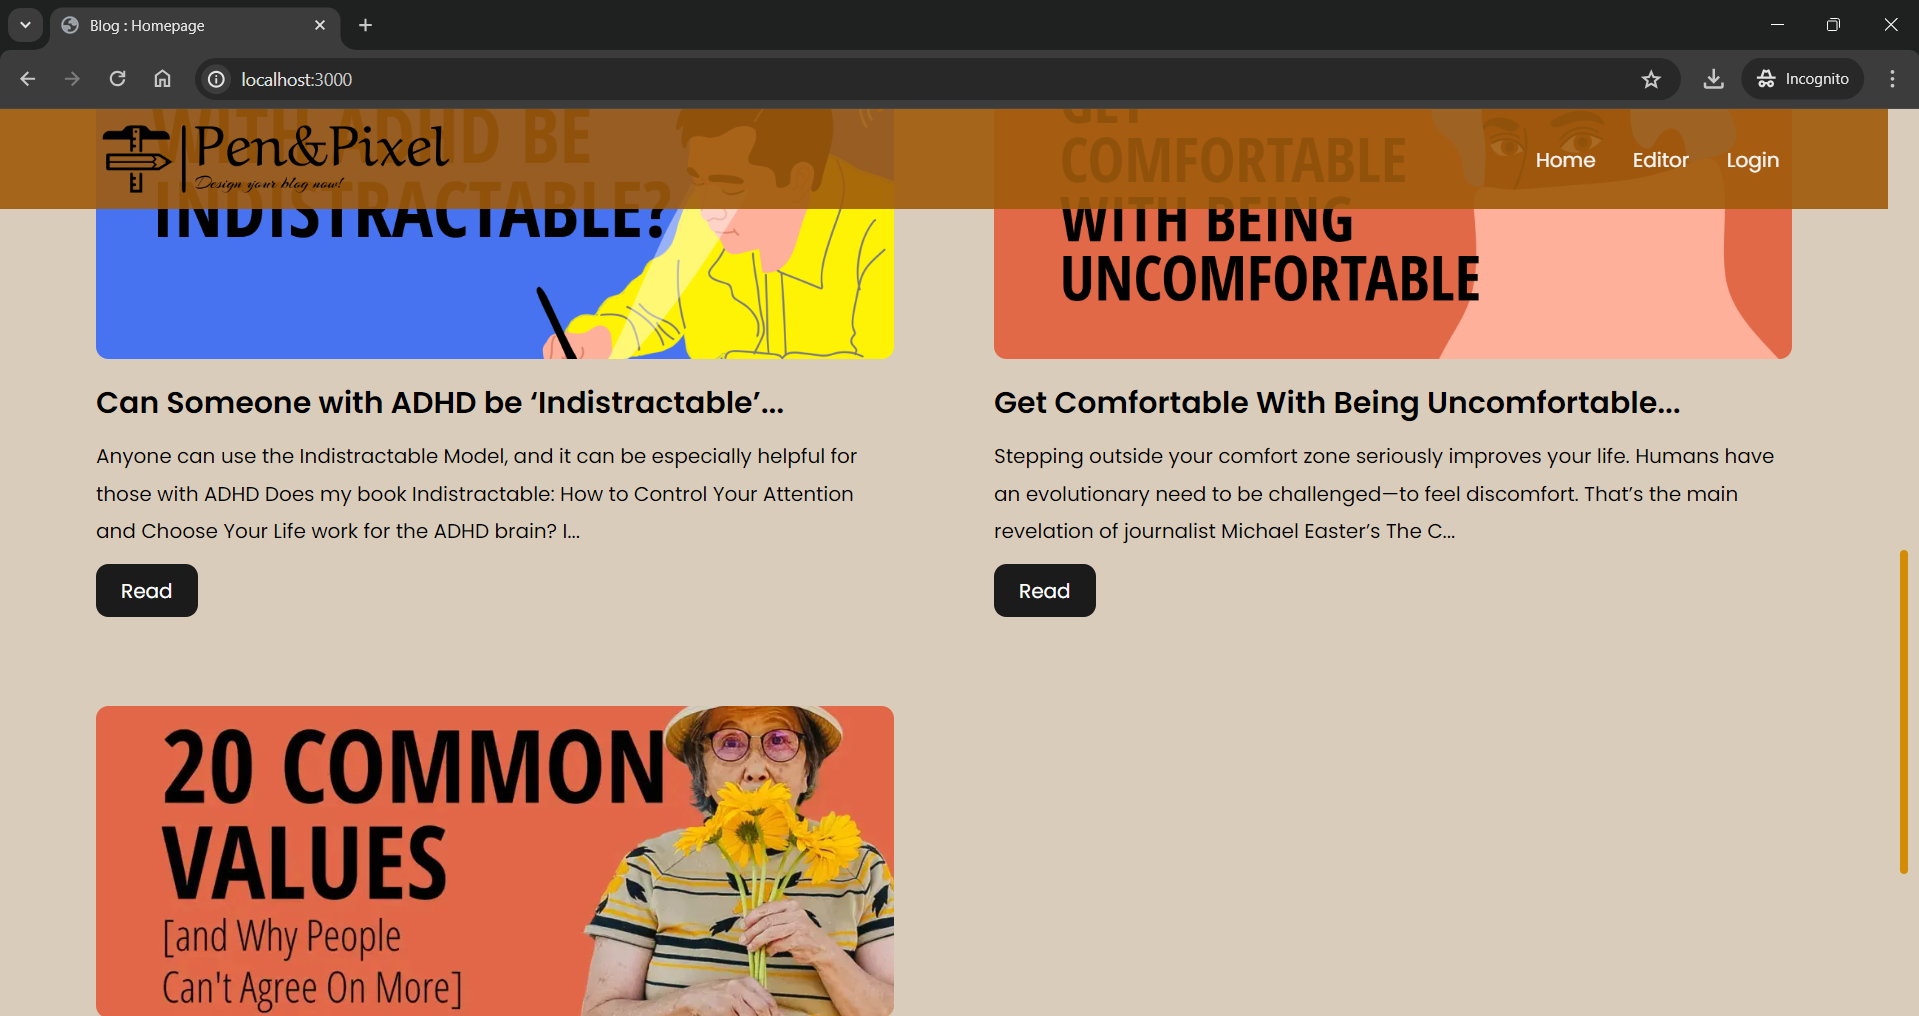 Blog : Homepage
localhost:3000
Incognito
WITH ADHD BE
INDISTRACTABLE?
GET
COMFORTABLE
WITH BEING
UNCOMFORTABLE
Pen&Pixel
Design your blog now!
Home
Editor
Login
Can Someone with ADHD be ‘Indistractable’...
Anyone can use the Indistractable Model, and it can be especially helpful for
those with ADHD Does my book Indistractable: How to Control Your Attention
and Choose Your Life work for the ADHD brain? I...
Read
Get Comfortable With Being Uncomfortable...
Stepping outside your comfort zone seriously improves your life. Humans have
an evolutionary need to be challenged—to feel discomfort. That’s the main
revelation of journalist Michael Easter’s The C...
Read
20 COMMON
VALUES
[and Why People
Can't Agree On More]